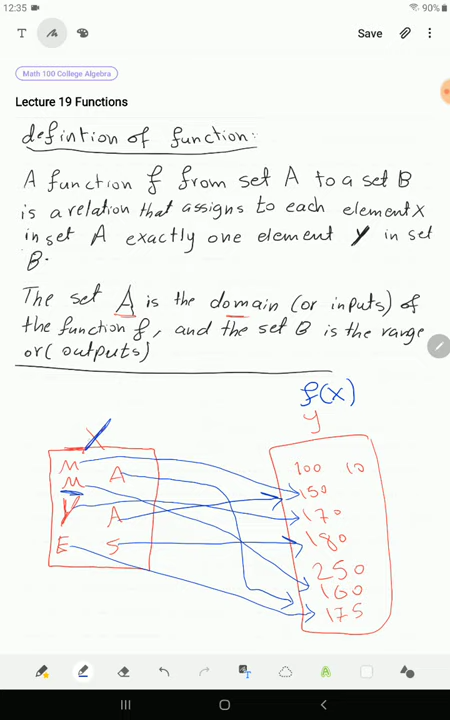 12:35
90%
T
Save
Math 100 College Algebra
Lecture 19 Functions
defintion of function:
A function f from set A to a set B
is a relation that assigns to each element x
in set A exactly one element y in set
B.
The set A is the domain (or inputs) of
the function f, and the set B is the range
or( outputs)
f(x)
X
y
M
A
M
Y
A
E
S
100 10
150
170
180
250
160
175